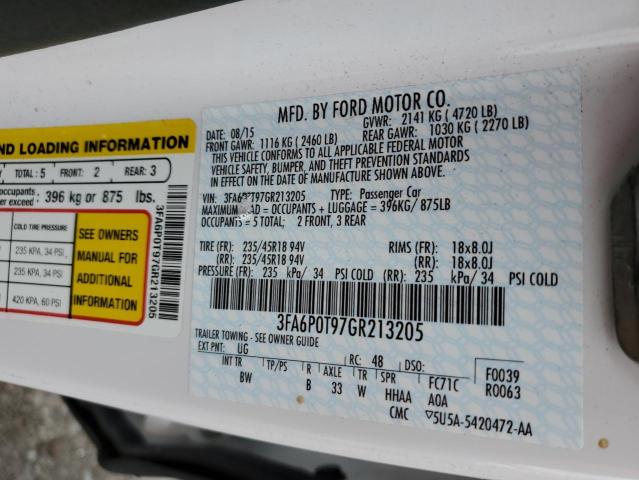 ND LOADING INFORMATION
TOTAL: 5 FRONT: 2 REAR: 3
occupants
exceed: 396 kg or 875 lbs.
COLD TIRE PRESSURE
235 KPA, 34 PSI
235 KPA, 34 PSI
420 KPA, 60 PSI
SEE OWNERS
MANUAL FOR
ADDITIONAL
INFORMATION
3FA6P0T97GR213205
MFD. BY FORD MOTOR CO.
DATE: 08/15 GVWR: 2141 KG ( 4720 LB)
FRONT GAWR: 1116 KG ( 2460 LB) REAR GAWR: 1030 KG ( 2270 LB)
THIS VEHICLE CONFORMS TO ALL APPLICABLE FEDERAL MOTOR
VEHICLE SAFETY, BUMPER, AND THEFT PREVENTION STANDARDS
IN EFFECT ON THE DATE OF MANUFACTURE SHOWN ABOVE.
VIN: 3FA6P0T97GR213205 TYPE: Passenger Car
MAXIMUM LOAD = OCCUPANTS + LUGGAGE = 396KG/ 875LB
OCCUPANTS = 5 TOTAL; 2 FRONT, 3 REAR
TIRE (FR): 235/45R18 94V RIMS (FR): 18x8.0J
(RR): 235/45R18 94V (RR): 18x8.0J
PRESSURE (FR): 235 kPa/ 34 PSI COLD (RR): 235 kPa/ 34 PSI COLD
3FA6P0T97GR213205
TRAILER TOWING - SEE OWNER GUIDE
EXT PNT: UG RC: 48 DSO: F0039
INT TR TP/PS R AXLE TR SPR FC71C R0063
BW B 33 W HHAA A0A
CMC 5U5A-5420472-AA